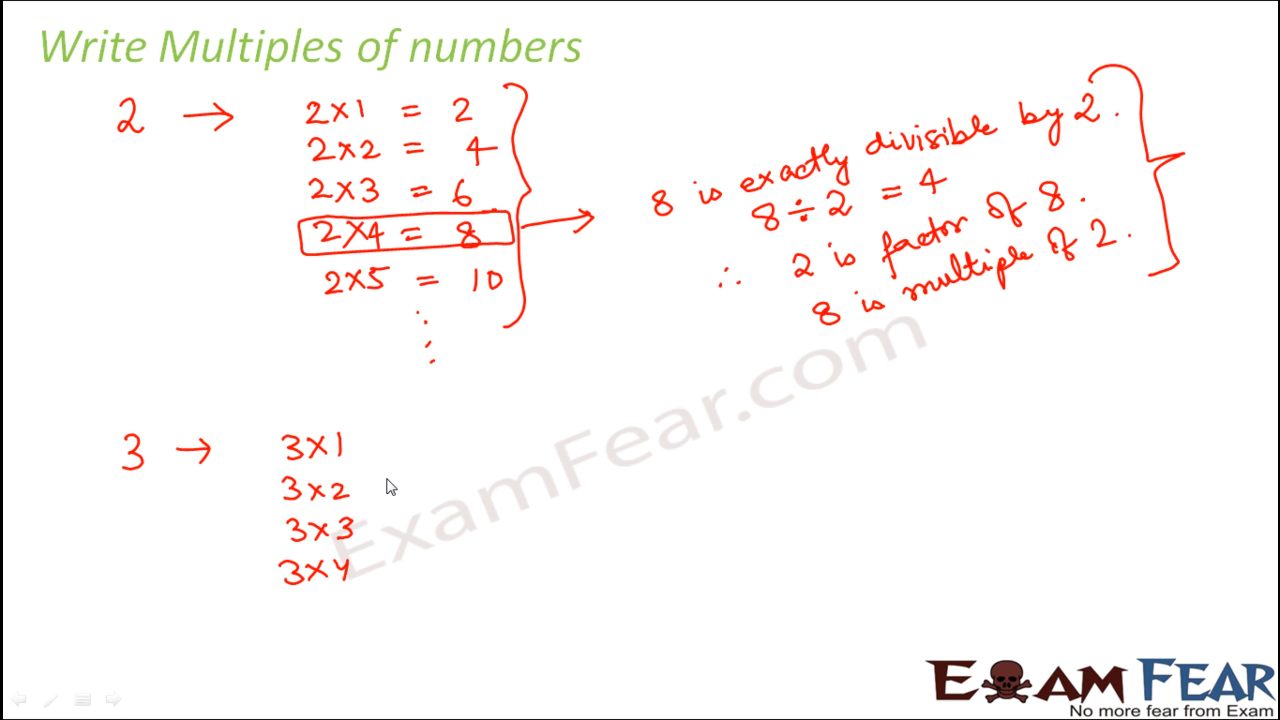 Write Multiples of numbers
2 → 2×1 = 2
2×2 = 4
2×3 = 6
2×4 = 8
2×5 = 10
⋮
8 is exactly divisible by 2.
8÷2 = 4
∴ 2 is factor of 8.
8 is multiple of 2.
3 → 3×1
3×2
3×3
3×4
ExamFear.com
EXAM FEAR
No more fear from Exam